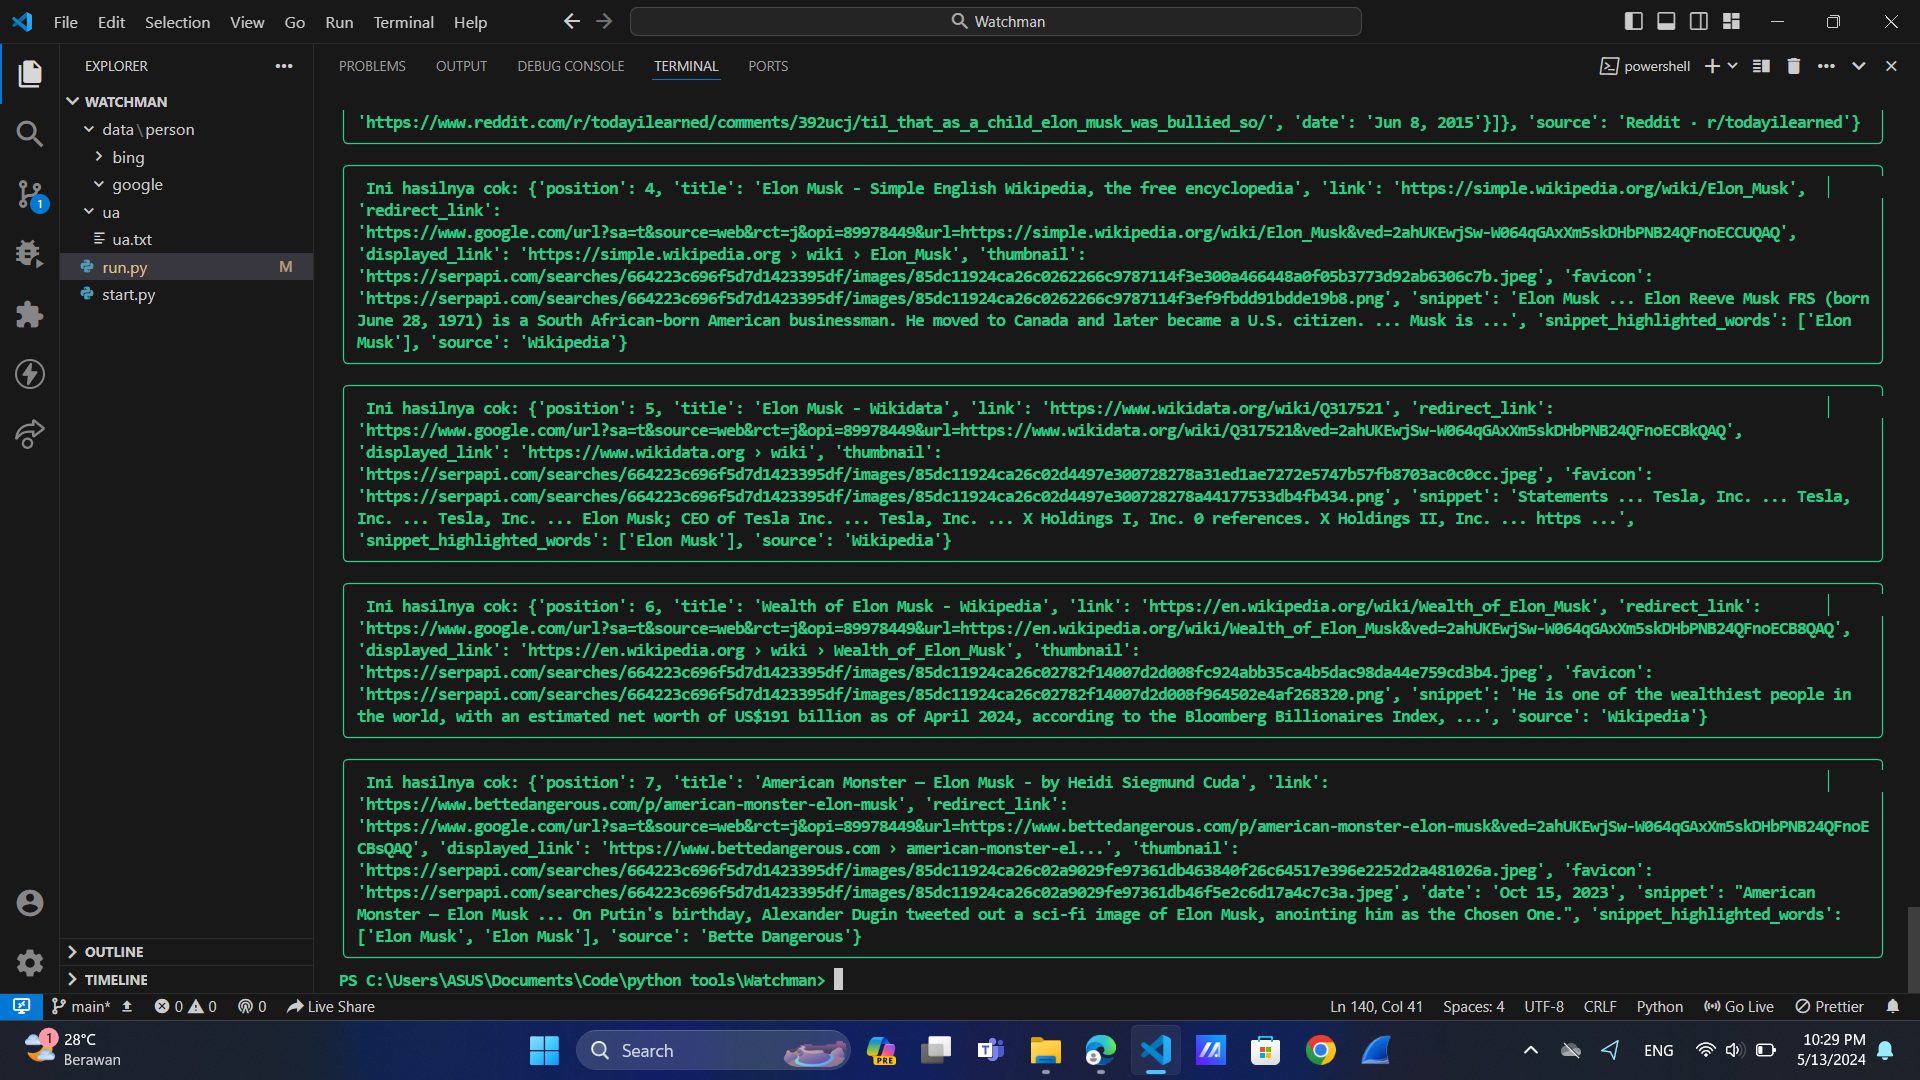 File Edit Selection View Go Run Terminal Help
Watchman
EXPLORER
PROBLEMS OUTPUT DEBUG CONSOLE TERMINAL PORTS
powershell
WATCHMAN
data\person
bing
google
ua
ua.txt
run.py M
start.py
OUTLINE
TIMELINE
'https://www.reddit.com/r/todayilearned/comments/392ucj/til_that_as_a_child_elon_musk_was_bullied_so/', 'date': 'Jun 8, 2015'}]}, 'source': 'Reddit · r/todayilearned'}
Ini hasilnya cok: {'position': 4, 'title': 'Elon Musk - Simple English Wikipedia, the free encyclopedia', 'link': 'https://simple.wikipedia.org/wiki/Elon_Musk',
'redirect_link':
'https://www.google.com/url?sa=t&source=web&rct=j&opi=89978449&url=https://simple.wikipedia.org/wiki/Elon_Musk&ved=2ahUKEwjSw-W064qGAxXm5skDHbPNB24QFnoECCUQAQ',
'displayed_link': 'https://simple.wikipedia.org › wiki › Elon_Musk', 'thumbnail':
'https://serpapi.com/searches/664223c696f5d7d1423395df/images/85dc11924ca26c0262266c9787114f3e300a466448a0f05b3773d92ab6306c7b.jpeg', 'favicon':
'https://serpapi.com/searches/664223c696f5d7d1423395df/images/85dc11924ca26c0262266c9787114f3ef9fbdd91bdde19b8.png', 'snippet': 'Elon Musk ... Elon Reeve Musk FRS (born
June 28, 1971) is a South African-born American businessman. He moved to Canada and later became a U.S. citizen. ... Musk is ...', 'snippet_highlighted_words': ['Elon
Musk'], 'source': 'Wikipedia'}
Ini hasilnya cok: {'position': 5, 'title': 'Elon Musk - Wikidata', 'link': 'https://www.wikidata.org/wiki/Q317521', 'redirect_link':
'https://www.google.com/url?sa=t&source=web&rct=j&opi=89978449&url=https://www.wikidata.org/wiki/Q317521&ved=2ahUKEwjSw-W064qGAxXm5skDHbPNB24QFnoECBkQAQ',
'displayed_link': 'https://www.wikidata.org › wiki', 'thumbnail':
'https://serpapi.com/searches/664223c696f5d7d1423395df/images/85dc11924ca26c02d4497e300728278a31ed1ae7272e5747b57fb8703ac0c0cc.jpeg', 'favicon':
'https://serpapi.com/searches/664223c696f5d7d1423395df/images/85dc11924ca26c02d4497e300728278a44177533db4fb434.png', 'snippet': 'Statements ... Tesla, Inc. ... Tesla,
Inc. ... Tesla, Inc. ... Elon Musk; CEO of Tesla Inc. ... Tesla, Inc. ... X Holdings I, Inc. 0 references. X Holdings II, Inc. ... https ...',
'snippet_highlighted_words': ['Elon Musk'], 'source': 'Wikipedia'}
Ini hasilnya cok: {'position': 6, 'title': 'Wealth of Elon Musk - Wikipedia', 'link': 'https://en.wikipedia.org/wiki/Wealth_of_Elon_Musk', 'redirect_link':
'https://www.google.com/url?sa=t&source=web&rct=j&opi=89978449&url=https://en.wikipedia.org/wiki/Wealth_of_Elon_Musk&ved=2ahUKEwjSw-W064qGAxXm5skDHbPNB24QFnoECB8QAQ',
'displayed_link': 'https://en.wikipedia.org › wiki › Wealth_of_Elon_Musk', 'thumbnail':
'https://serpapi.com/searches/664223c696f5d7d1423395df/images/85dc11924ca26c02782f14007d2d008fc924abb35ca4b5dac98da44e759cd3b4.jpeg', 'favicon':
'https://serpapi.com/searches/664223c696f5d7d1423395df/images/85dc11924ca26c02782f14007d2d008f964502e4af268320.png', 'snippet': 'He is one of the wealthiest people in
the world, with an estimated net worth of US$191 billion as of April 2024, according to the Bloomberg Billionaires Index, ...', 'source': 'Wikipedia'}
Ini hasilnya cok: {'position': 7, 'title': 'American Monster — Elon Musk - by Heidi Siegmund Cuda', 'link':
'https://www.bettedangerous.com/p/american-monster-elon-musk', 'redirect_link':
'https://www.google.com/url?sa=t&source=web&rct=j&opi=89978449&url=https://www.bettedangerous.com/p/american-monster-elon-musk&ved=2ahUKEwjSw-W064qGAxXm5skDHbPNB24QFnoE
CBsQAQ', 'displayed_link': 'https://www.bettedangerous.com › american-monster-el...', 'thumbnail':
'https://serpapi.com/searches/664223c696f5d7d1423395df/images/85dc11924ca26c02a9029fe97361db463840f26c64517e396e2252d2a481026a.jpeg', 'favicon':
'https://serpapi.com/searches/664223c696f5d7d1423395df/images/85dc11924ca26c02a9029fe97361db46f5e2c6d17a4c7c3a.jpeg', 'date': 'Oct 15, 2023', 'snippet': "American
Monster — Elon Musk ... On Putin's birthday, Alexander Dugin tweeted out a sci-fi image of Elon Musk, anointing him as the Chosen One.", 'snippet_highlighted_words':
['Elon Musk', 'Elon Musk'], 'source': 'Bette Dangerous'}
PS C:\Users\ASUS\Documents\Code\python tools\Watchman>
1
main* 0 0 0 Live Share
Ln 140, Col 41 Spaces: 4 UTF-8 CRLF Python Go Live Prettier
1
28°C
Berawan
Search
PRE
ENG
10:29 PM
5/13/2024